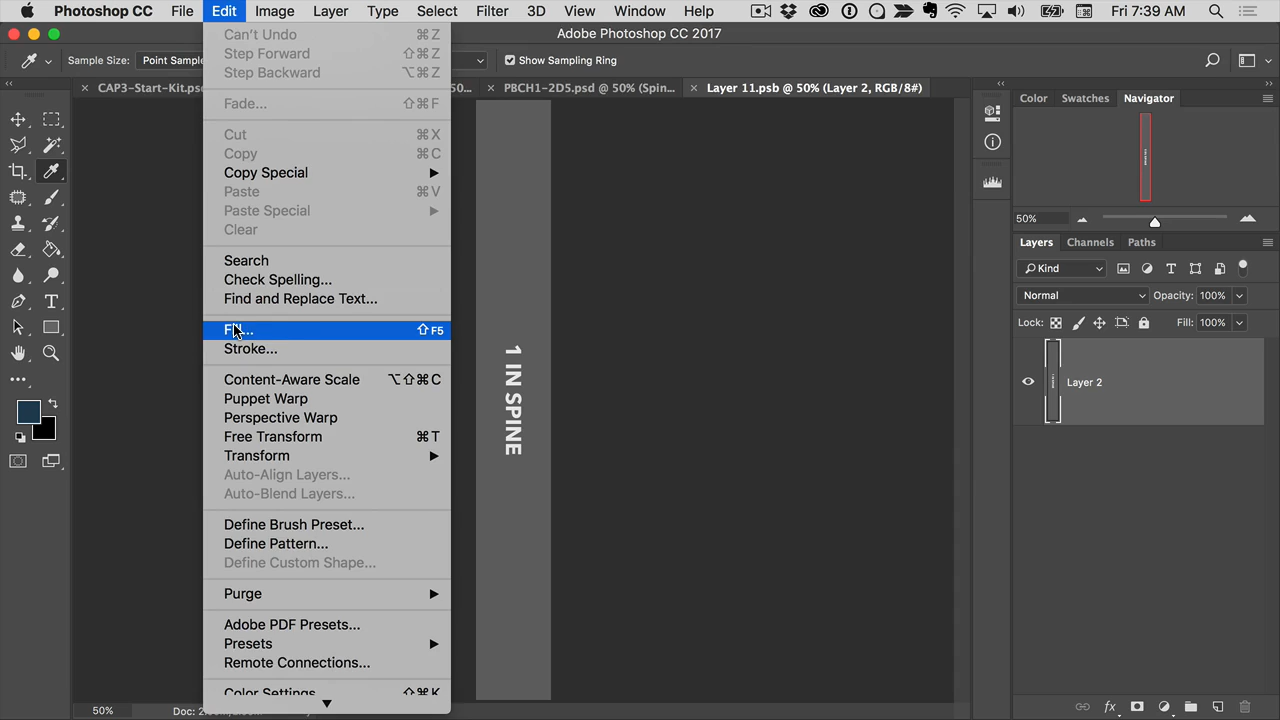 Photoshop CC File Edit Image Layer Type Select Filter 3D View Window Help Fri 7:39 AM
Adobe Photoshop CC 2017
Sample Size: Point Sample Show Sampling Ring
CAP3-Start-Kit.psd 50... PBCH1-2D5.psd @ 50% (Spin... Layer 11.psb @ 50% (Layer 2, RGB/8#)
Can't Undo ⌘Z
Step Forward ⇧⌘Z
Step Backward ⌥⌘Z
Fade... ⇧⌘F
Cut ⌘X
Copy ⌘C
Copy Special
Paste ⌘V
Paste Special
Clear
Search
Check Spelling...
Find and Replace Text...
Fill... ⇧F5
Stroke...
Content-Aware Scale ⌥⇧⌘C
Puppet Warp
Perspective Warp
Free Transform ⌘T
Transform
Auto-Align Layers...
Auto-Blend Layers...
Define Brush Preset...
Define Pattern...
Define Custom Shape...
Purge
Adobe PDF Presets...
Presets
Remote Connections...
Color Settings... ⇧⌘K
1 IN SPINE
Color Swatches Navigator
50%
Layers Channels Paths
Kind
Normal Opacity: 100%
Lock: Fill: 100%
Layer 2
50% Doc: